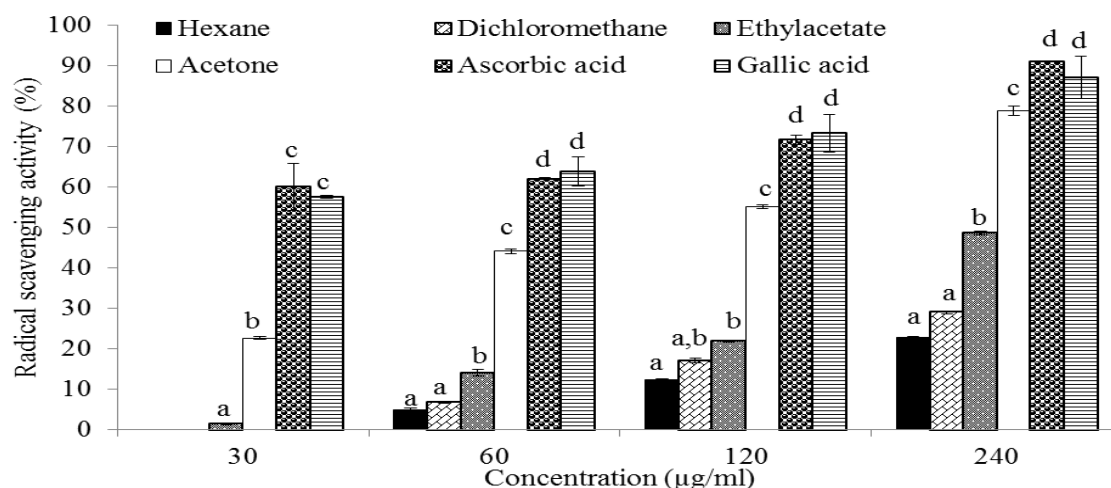 Radical scavenging activity (%)
100
90
80
70
60
50
40
30
20
10
0
Hexane Dichloromethane Ethylacetate
Acetone Ascorbic acid Gallic acid
a b c c
a a b c d d
a a,b b c d d
a a b c d d
30 60 120 240
Concentration (µg/ml)